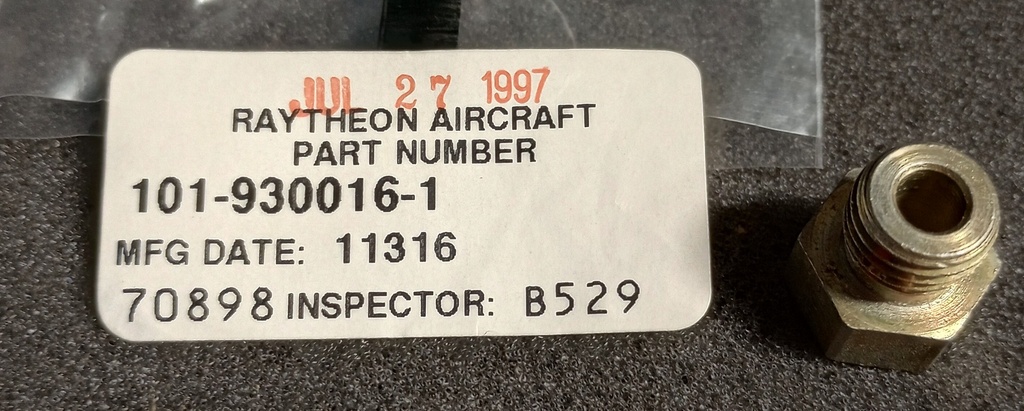 JUL 27 1997
RAYTHEON AIRCRAFT
PART NUMBER
101-930016-1
MFG DATE: 11316
70898 INSPECTOR: B529